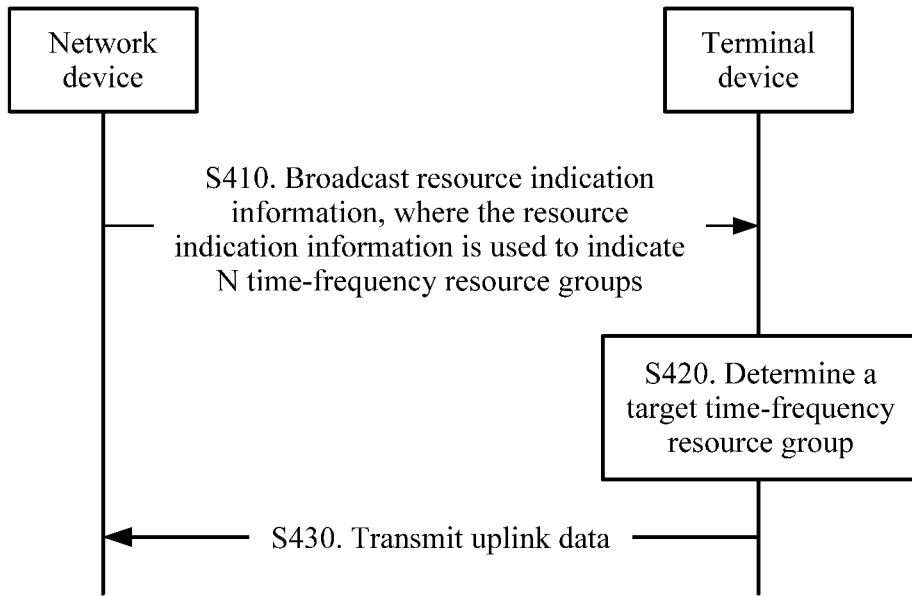 Network
device
Terminal
device
S410. Broadcast resource indication
information, where the resource
indication information is used to indicate
N time-frequency resource groups
S420. Determine a
target time-frequency
resource group
S430. Transmit uplink data